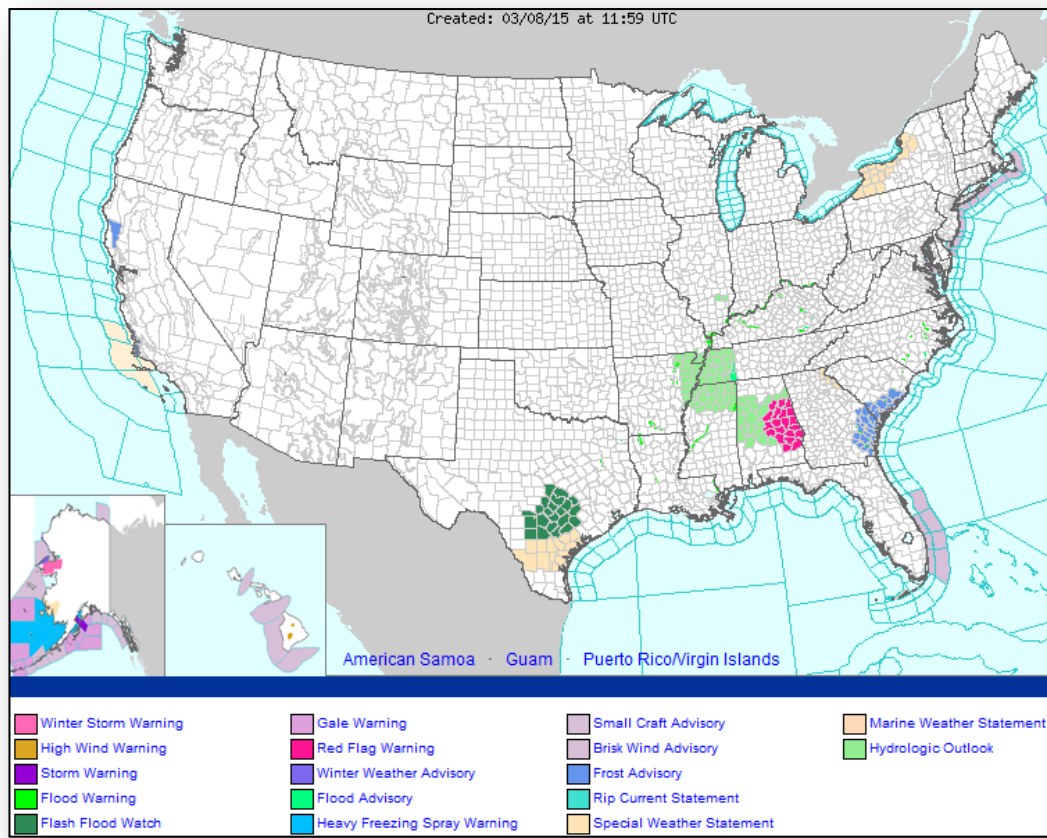 Created: 03/08/15 at 11:59 UTC
American Samoa · Guam · Puerto Rico/Virgin Islands
Winter Storm Warning
High Wind Warning
Storm Warning
Flood Warning
Flash Flood Watch
Gale Warning
Red Flag Warning
Winter Weather Advisory
Flood Advisory
Heavy Freezing Spray Warning
Small Craft Advisory
Brisk Wind Advisory
Frost Advisory
Rip Current Statement
Special Weather Statement
Marine Weather Statement
Hydrologic Outlook